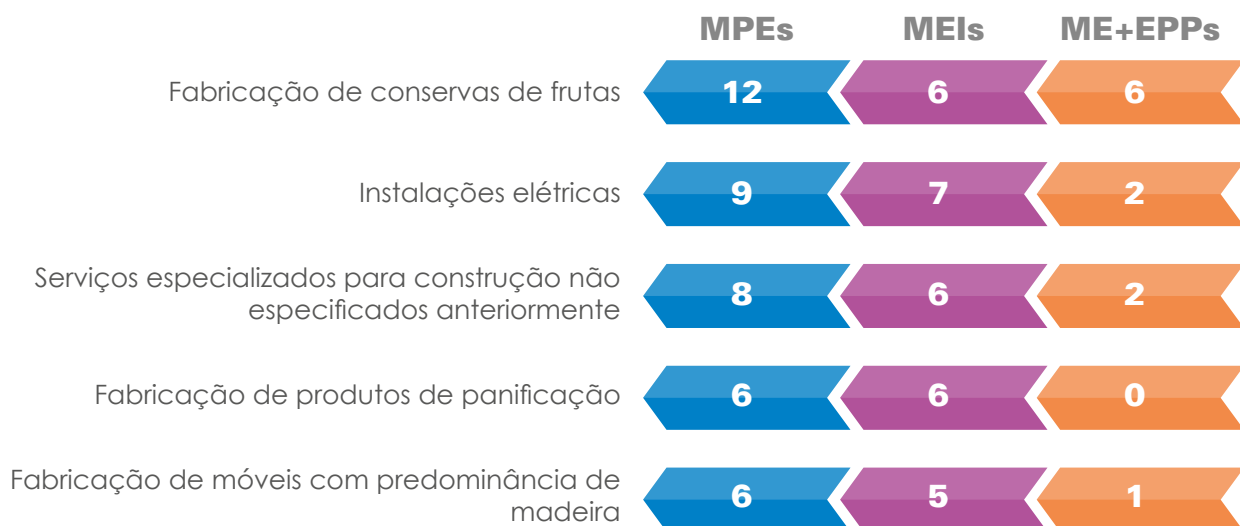 MPEs MEIs ME+EPPs
Fabricação de conservas de frutas 12 6 6
Instalações elétricas 9 7 2
Serviços especializados para construção não
especificados anteriormente 8 6 2
Fabricação de produtos de panificação 6 6 0
Fabricação de móveis com predominância de
madeira 6 5 1